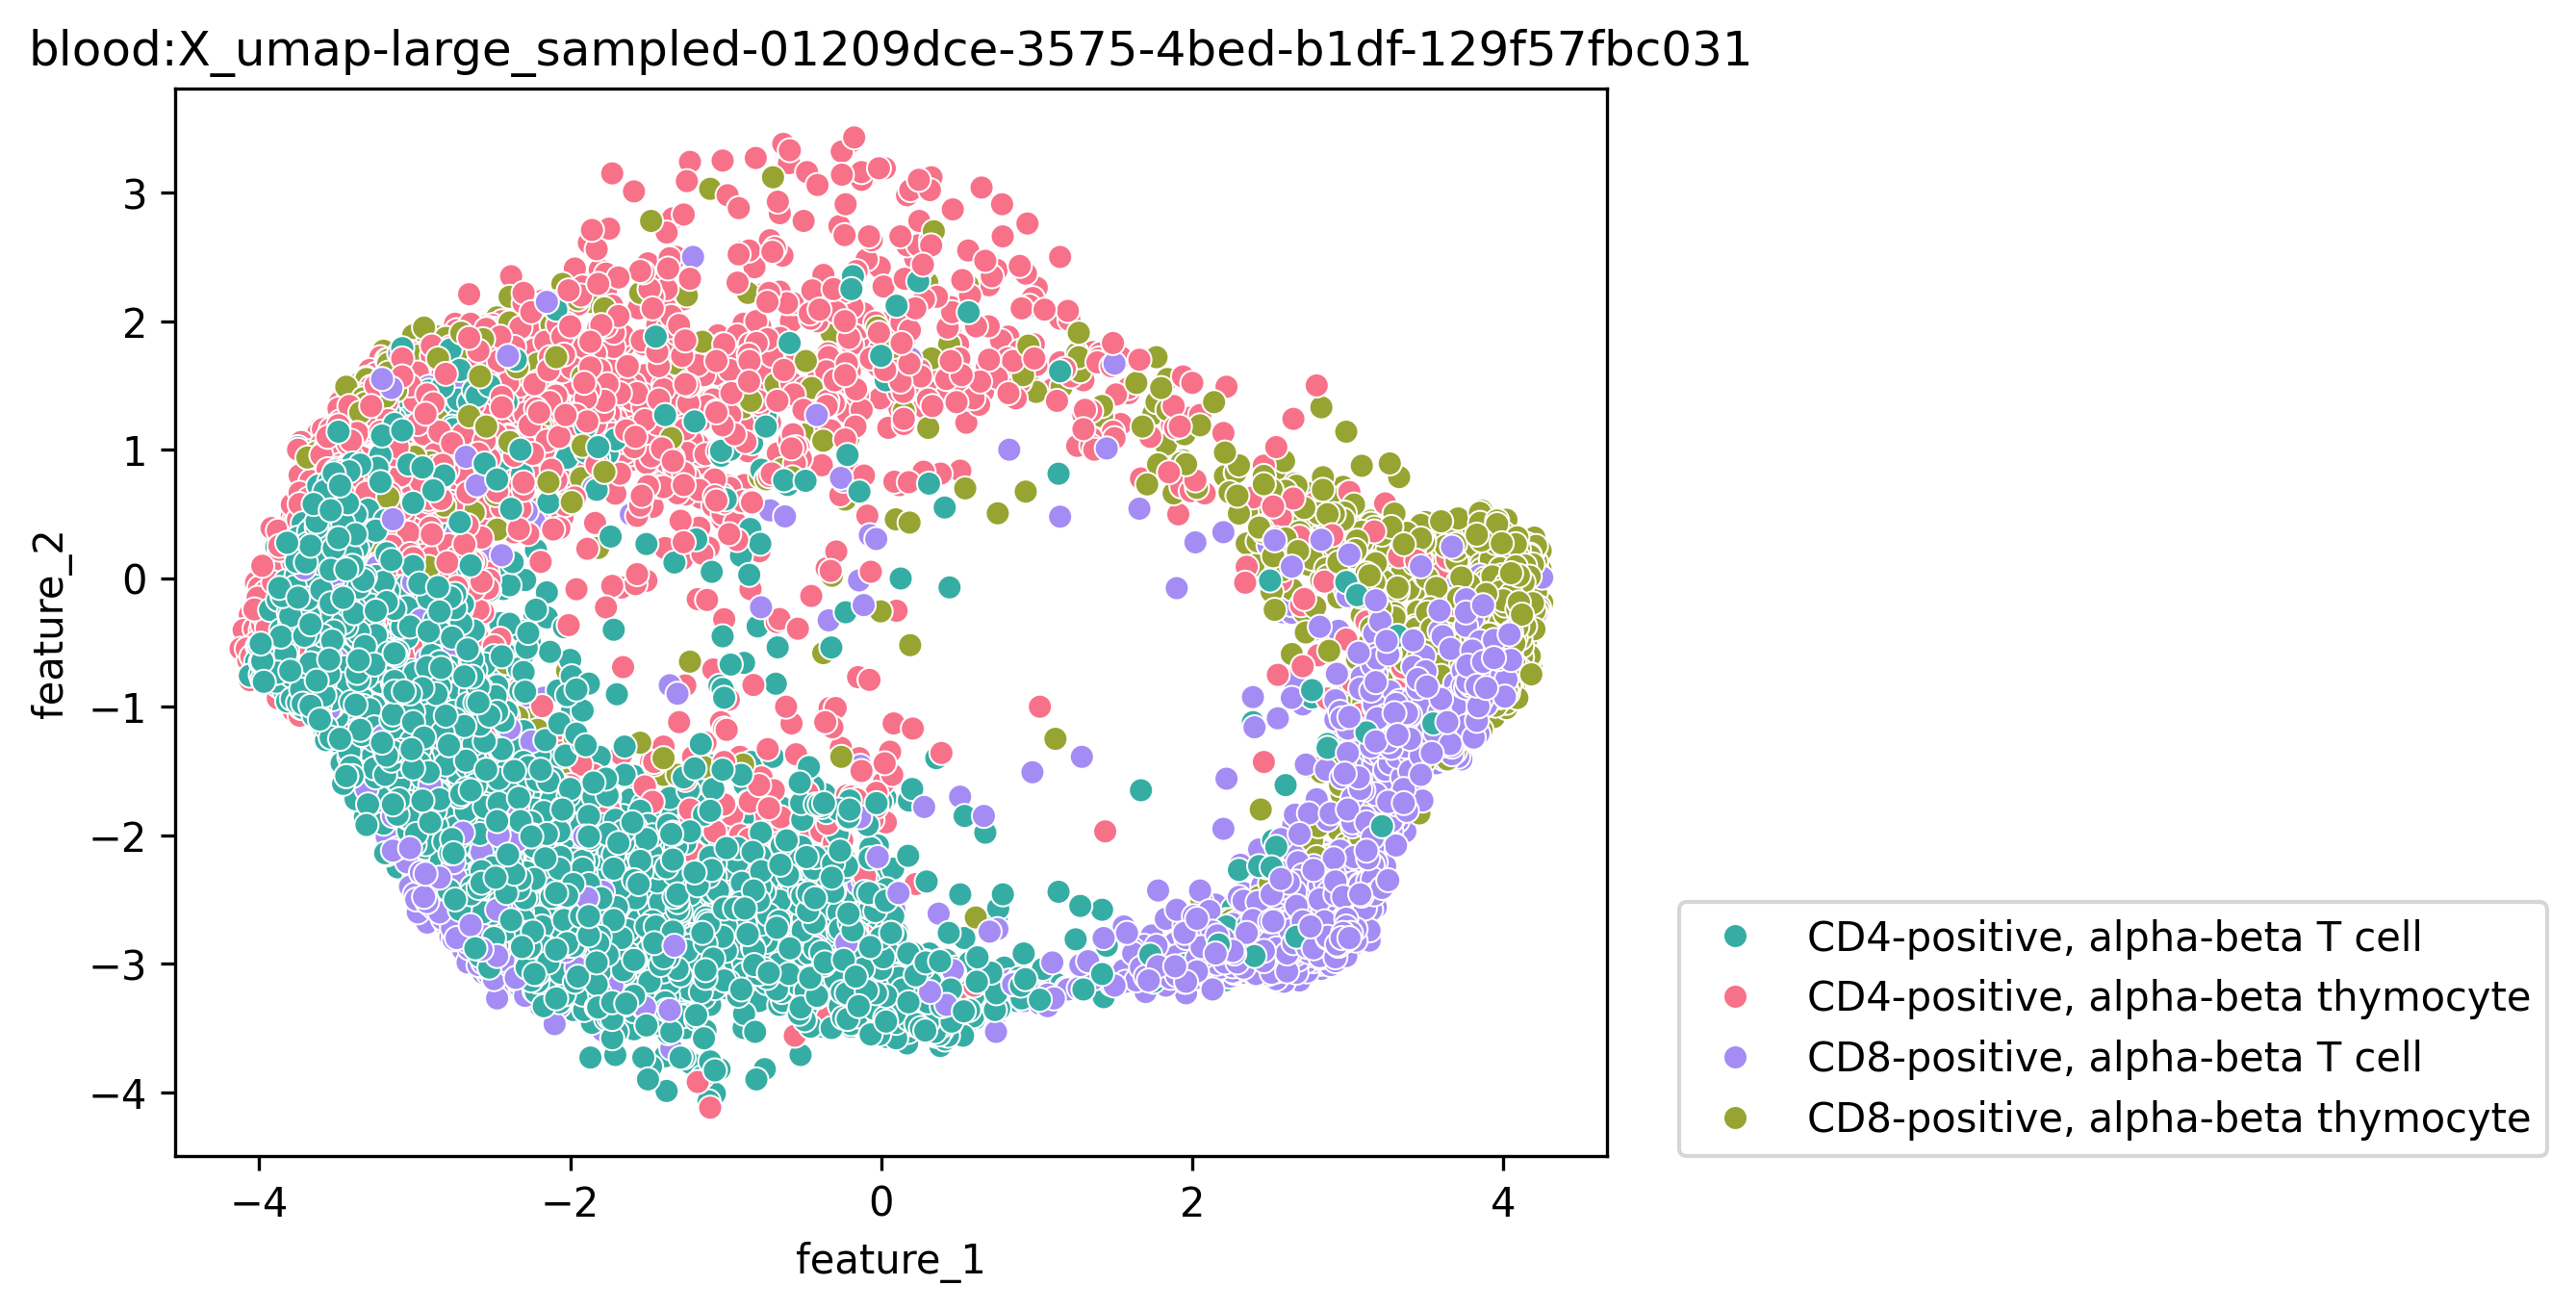 blood:X_umap-large_sampled-01209dce-3575-4bed-b1df-129f57fbc031
feature_2
3
2
1
0
−1
−2
−3
−4
−4 −2 0 2 4
feature_1
CD4-positive, alpha-beta T cell
CD4-positive, alpha-beta thymocyte
CD8-positive, alpha-beta T cell
CD8-positive, alpha-beta thymocyte